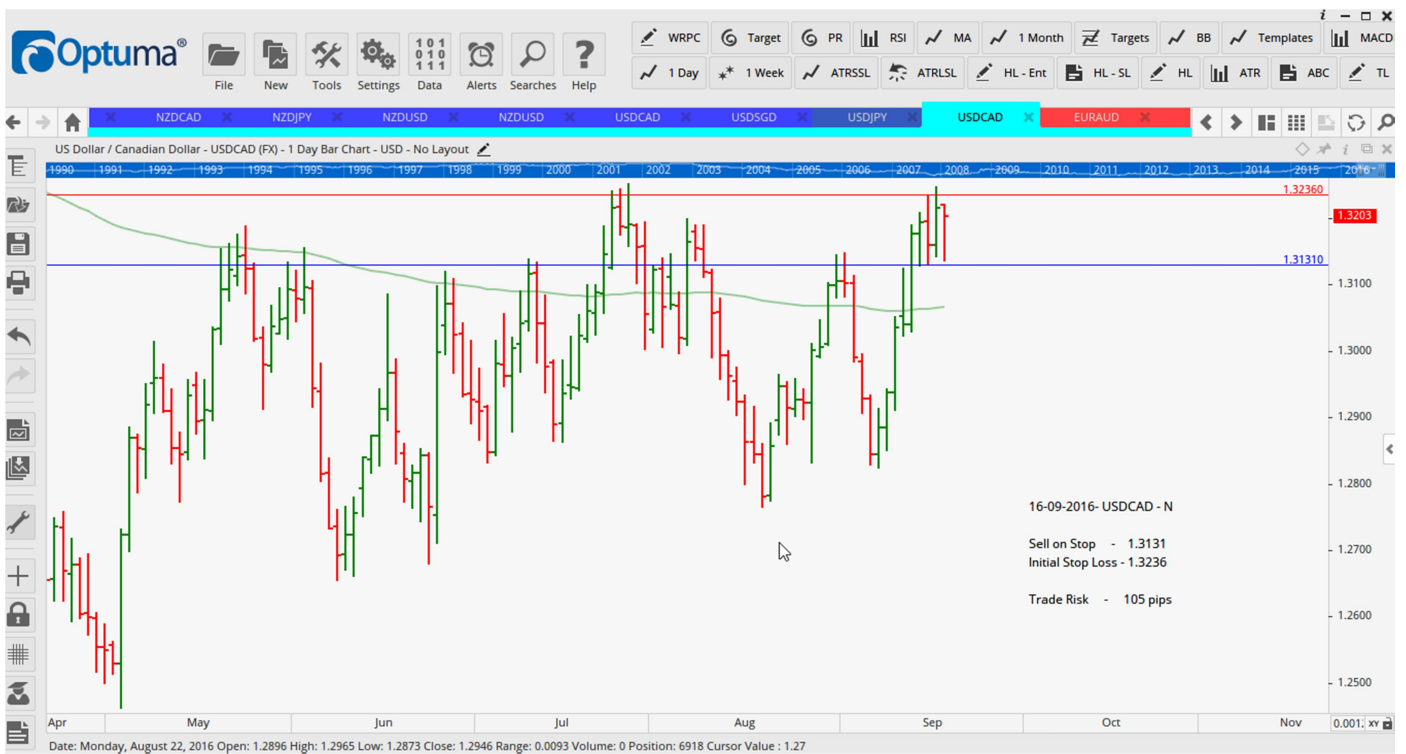 i
Optuma®
File New Tools Settings Data Alerts Searches Help
101
010
111
WRPC Target PR RSI MA 1 Month Targets BB Templates MACD
1 Day 1 Week ATRSSL ATRLSL HL - Ent HL - SL HL ATR ABC TL
NZDCAD NZDJPY NZDUSD NZDUSD USDCAD USDSGD USDJPY USDCAD EURAUD
US Dollar / Canadian Dollar - USDCAD (FX) - 1 Day Bar Chart - USD - No Layout
1990 1991 1992 1993 1994 1995 1996 1997 1998 1999 2000 2001 2002 2003 2004 2005 2006 2007 2008 2009 2010 2011 2012 2013 2014 2015 2016
1.32360
1.3203
1.31310
1.3100
1.3000
1.2900
1.2800
16-09-2016- USDCAD - N
Sell on Stop - 1.3131
1.2700
Initial Stop Loss - 1.3236
Trade Risk - 105 pips
1.2600
1.2500
Apr May Jun Jul Aug Sep Oct Nov 0.001: XY
Date: Monday, August 22, 2016 Open: 1.2896 High: 1.2965 Low: 1.2873 Close: 1.2946 Range: 0.0093 Volume: 0 Position: 6918 Cursor Value : 1.27